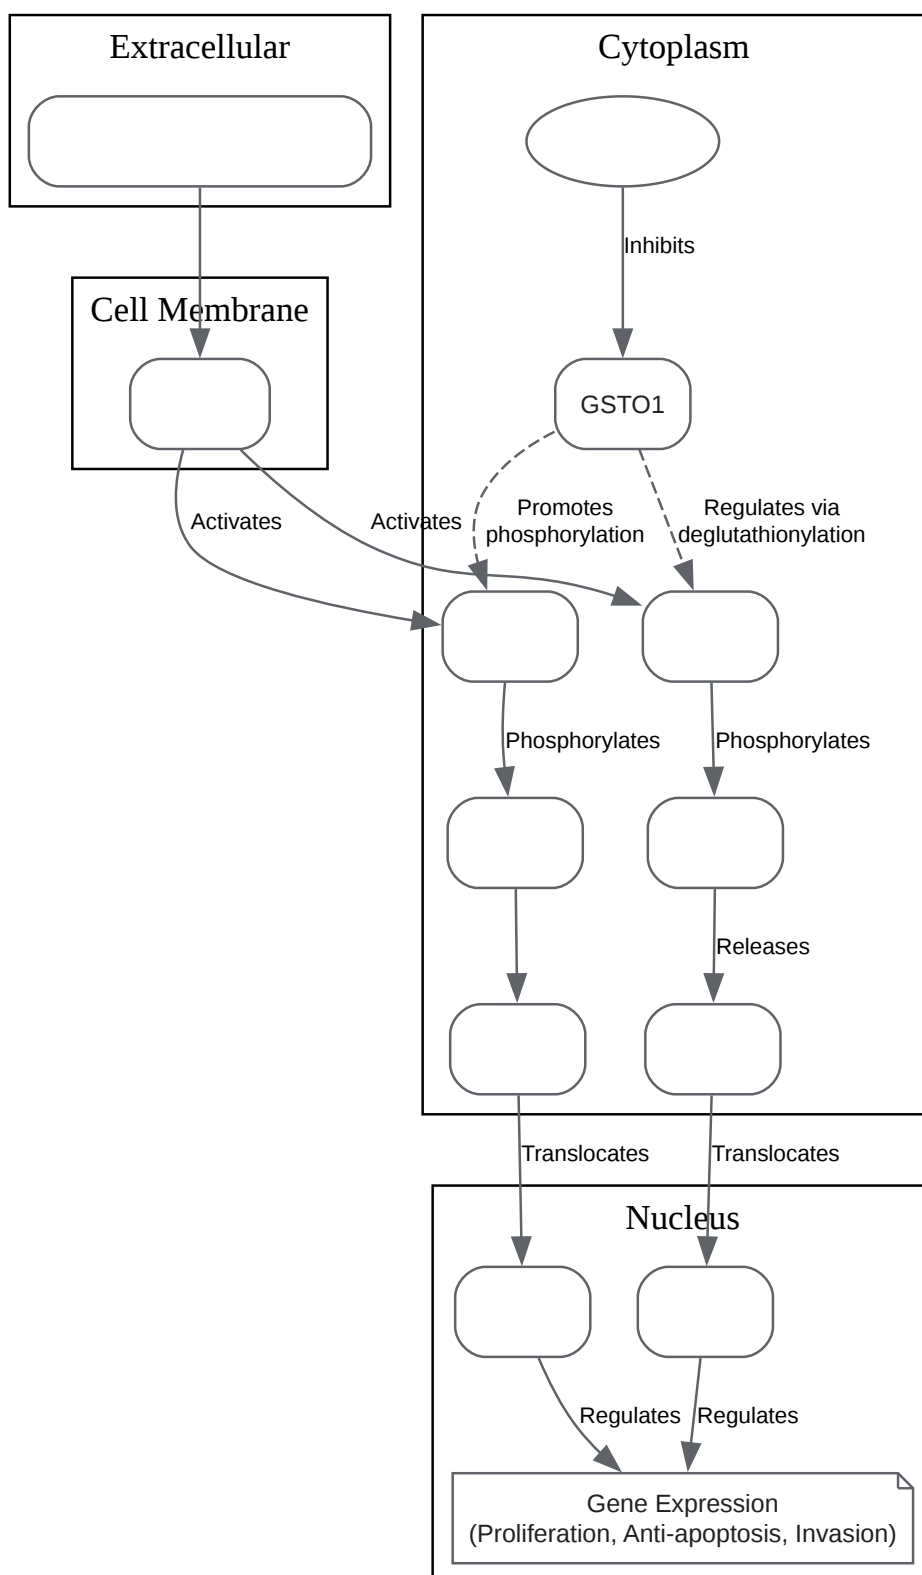 Extracellular
Cytoplasm
Inhibits
Cell Membrane
GSTO1
Activates
Activates
Promotes
phosphorylation
Regulates via
deglutathionylation
Phosphorylates
Phosphorylates
Releases
Translocates
Translocates
Nucleus
Regulates
Regulates
Gene Expression
(Proliferation, Anti-apoptosis, Invasion)